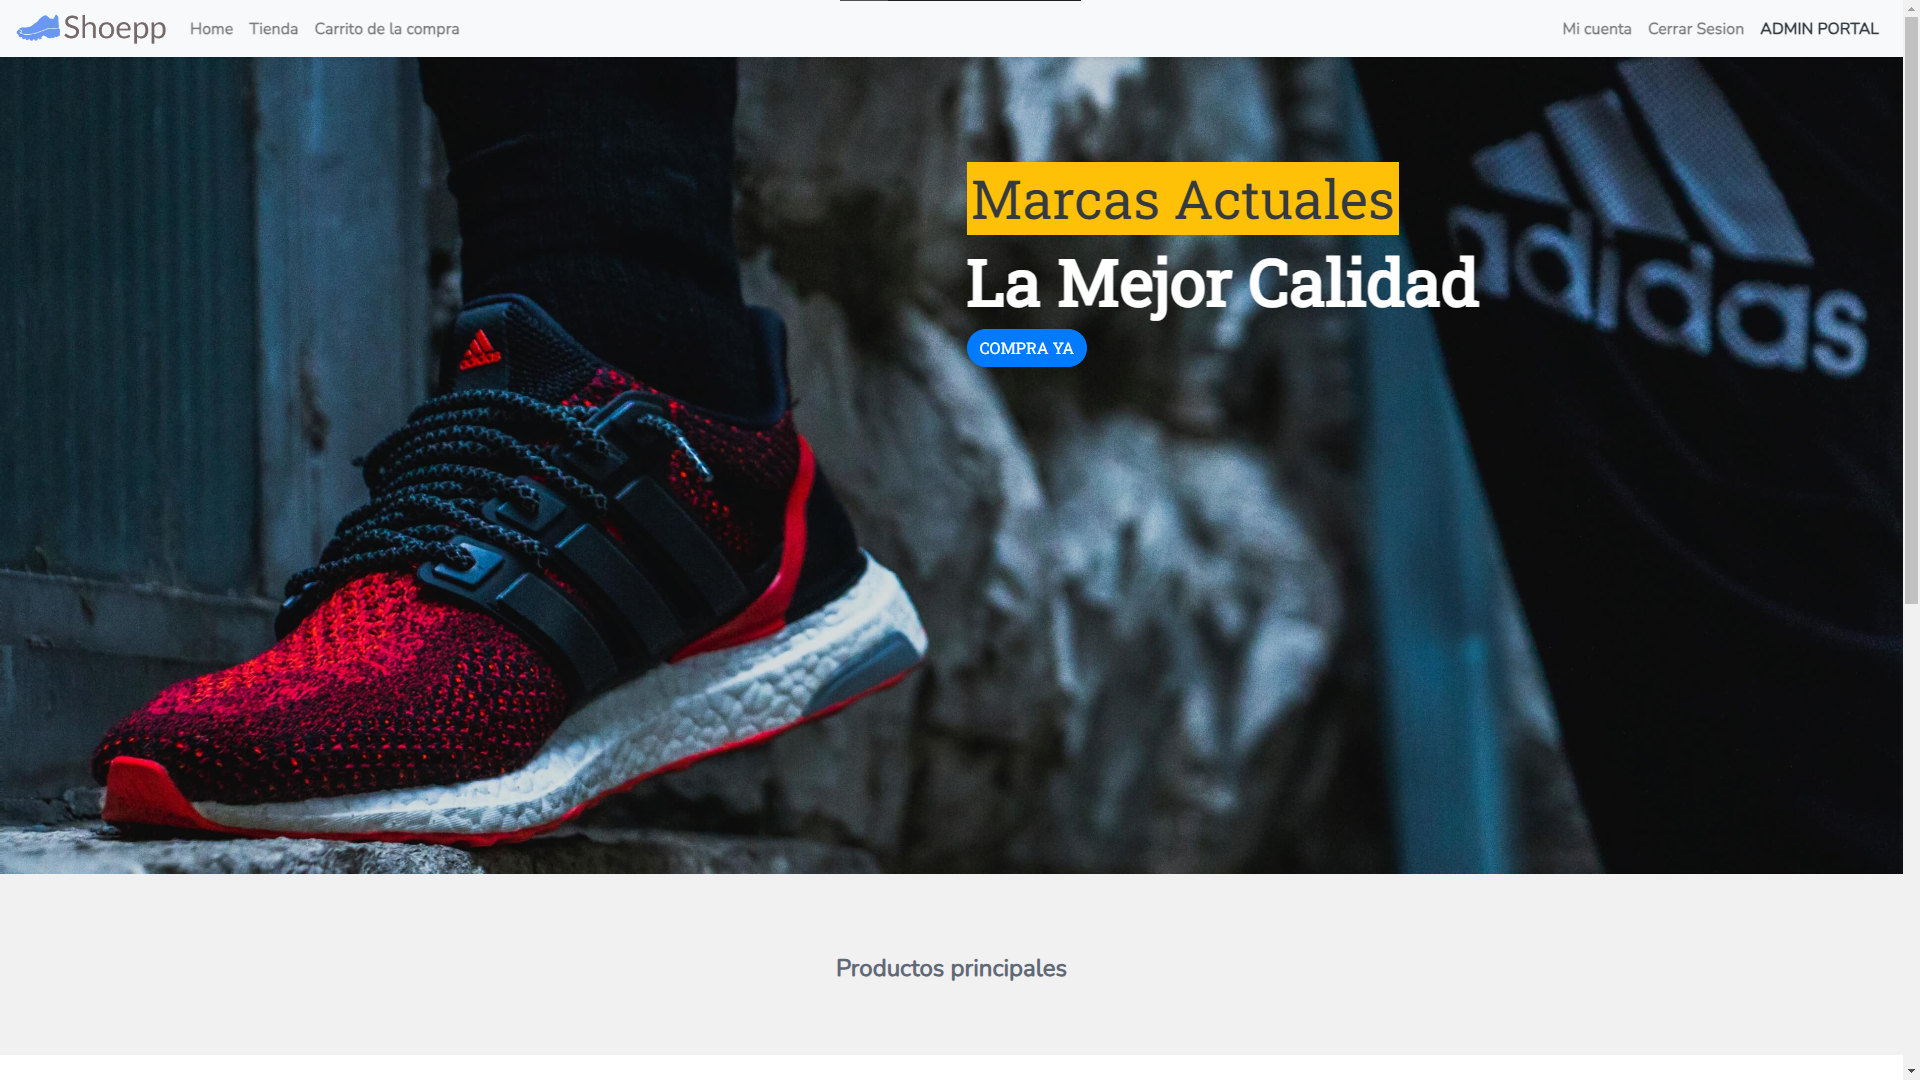 Shoepp Home Tienda Carrito de la compra Mi cuenta Cerrar Sesion ADMIN PORTAL
Marcas Actuales
La Mejor Calidad
adidas
COMPRA YA
adidas
Productos principales